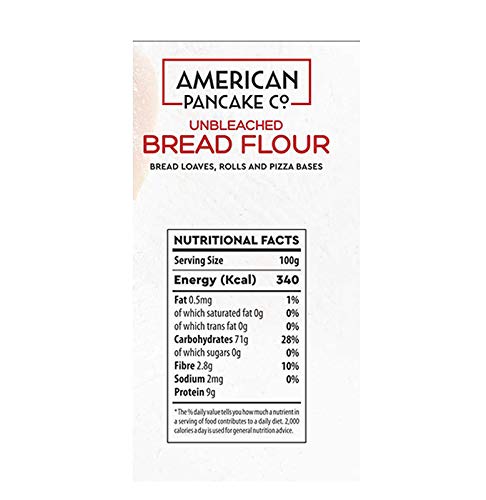 AMERICAN
PANCAKE CO.
UNBLEACHED
BREAD FLOUR
BREAD LOAVES, ROLLS AND PIZZA BASES
NUTRITIONAL FACTS
Serving Size 100g
Energy (Kcal) 340
Fat 0.5mg 1%
of which saturated fat 0g 0%
of which trans fat 0g 0%
Carbohydrates 71g 28%
of which sugars 0g 0%
Fibre 2.8g 10%
Sodium 2mg 0%
Protein 9g
*The % daily value tells you how much a nutrient in
a serving of food contributes to a daily diet. 2,000
calories a day is used for general nutrition advice.